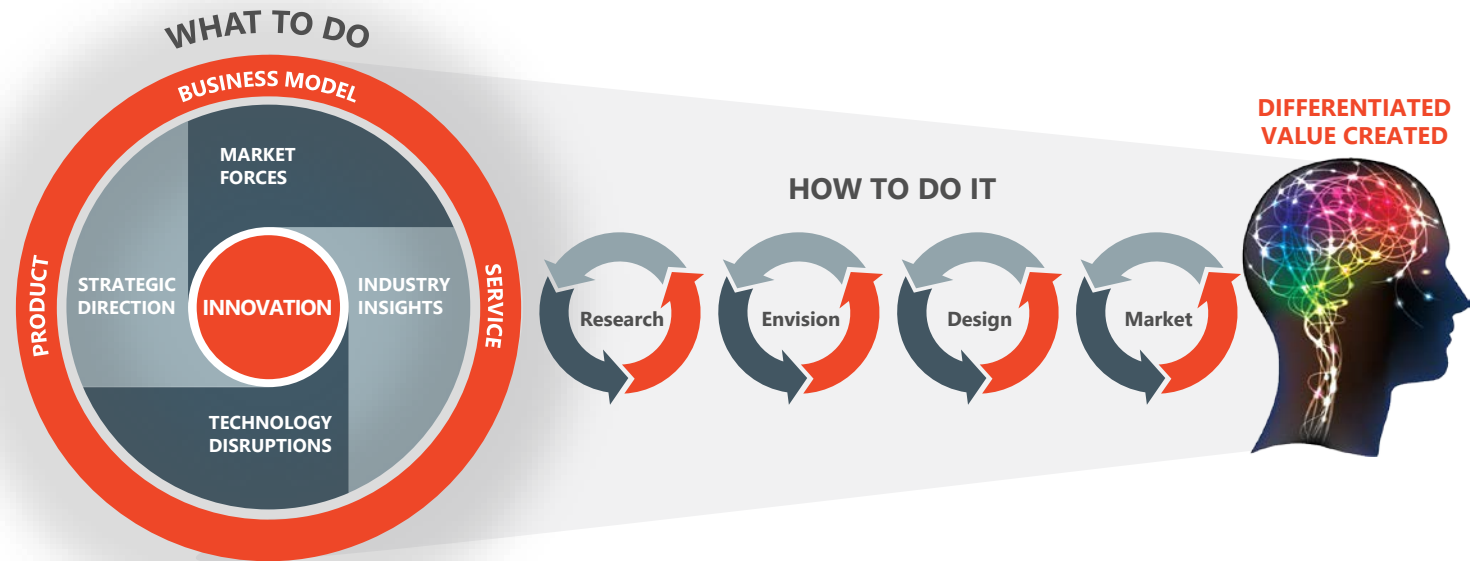 WHAT TO DO
BUSINESS MODEL
PRODUCT
SERVICE
MARKET
FORCES
STRATEGIC
DIRECTION
INNOVATION
INDUSTRY
INSIGHTS
TECHNOLOGY
DISRUPTIONS
HOW TO DO IT
Research
Envision
Design
Market
DIFFERENTIATED
VALUE CREATED